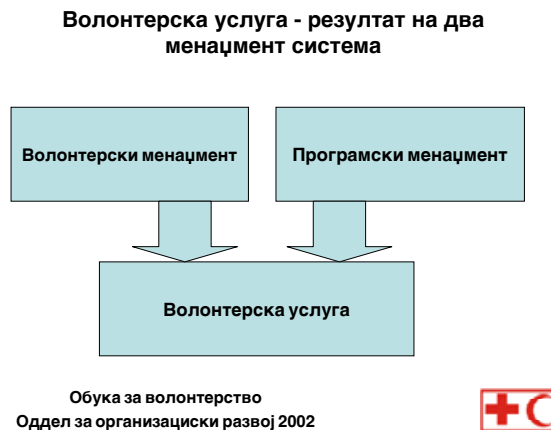 Волонтерска услуга - резултат на два
менаџмент система
Волонтерски менаџмент
Програмски менаџмент
Волонтерска услуга
Обука за волонтерство
Оддел за организациски развој 2002